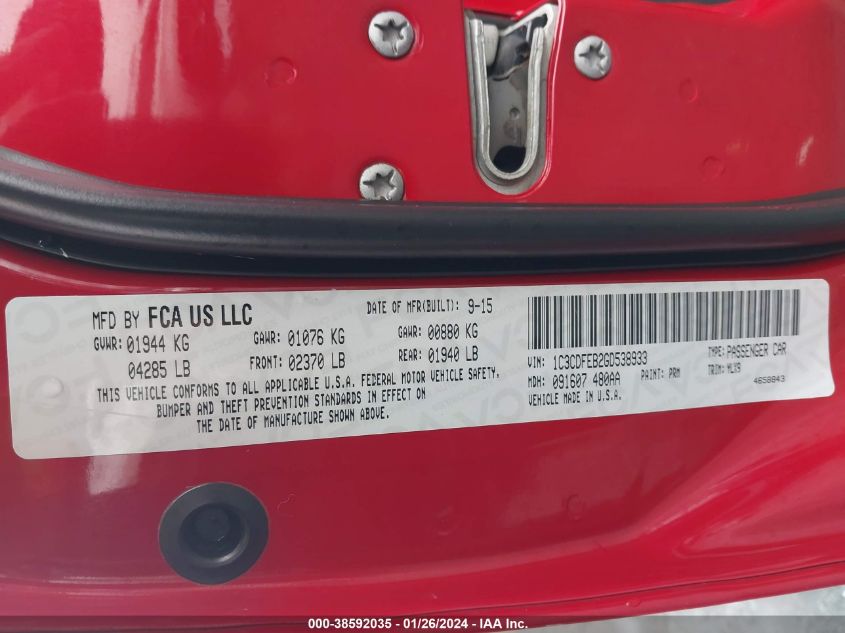 MFD BY FCA US LLC
DATE OF MFR(BUILT): 9-15
GVWR: 01944 KG
04285 LB
GAWR: 01076 KG
FRONT: 02370 LB
GAWR: 00880 KG
REAR: 01940 LB
THIS VEHICLE CONFORMS TO ALL APPLICABLE U.S.A. FEDERAL MOTOR VEHICLE SAFETY,
BUMPER AND THEFT PREVENTION STANDARDS IN EFFECT ON
THE DATE OF MANUFACTURE SHOWN ABOVE.
VIN: 1C3CDFEB2GD538933
TYPE: PASSENGER CAR
MDH: 091607 480AA
PAINT: PRM
TRIM: MLX9
VEHICLE MADE IN U.S.A.
4658843
000-38592035 - 01/26/2024 - IAA Inc.